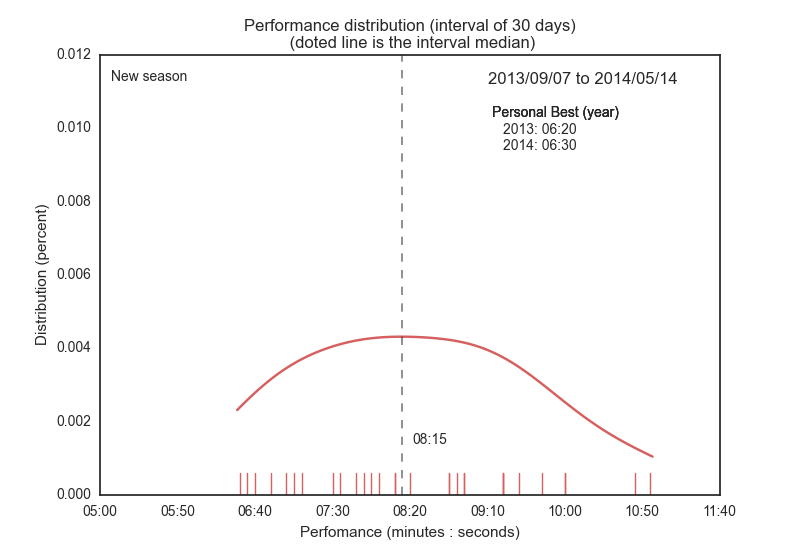 Performance distribution (interval of 30 days)
(doted line is the interval median)
0.012
New season
2013/09/07 to 2014/05/14
Personal Best (year)
2013: 06:20
2014: 06:30
0.010
0.008
0.006
0.004
0.002
0.000
Distribution (percent)
08:15
05:00 05:50 06:40 07:30 08:20 09:10 10:00 10:50 11:40
Perfomance (minutes : seconds)